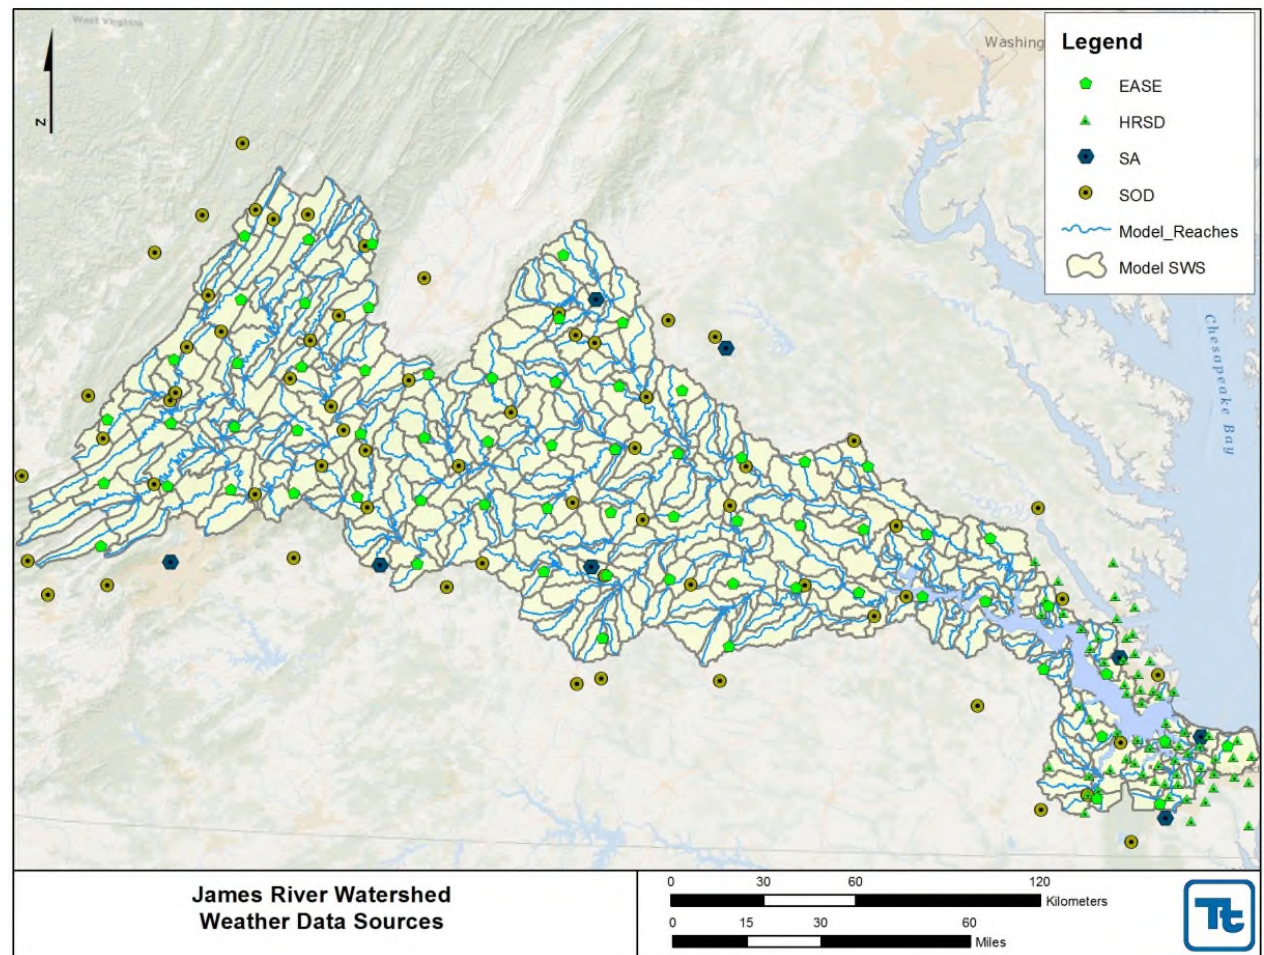 West Virginia
Washing
Legend
EASE
HRSD
SA
SOD
Model_Reaches
Model SWS
Chesapeake Bay
N
James River Watershed
Weather Data Sources
0 30 60 120
Kilometers
0 15 30 60
Miles
Tt